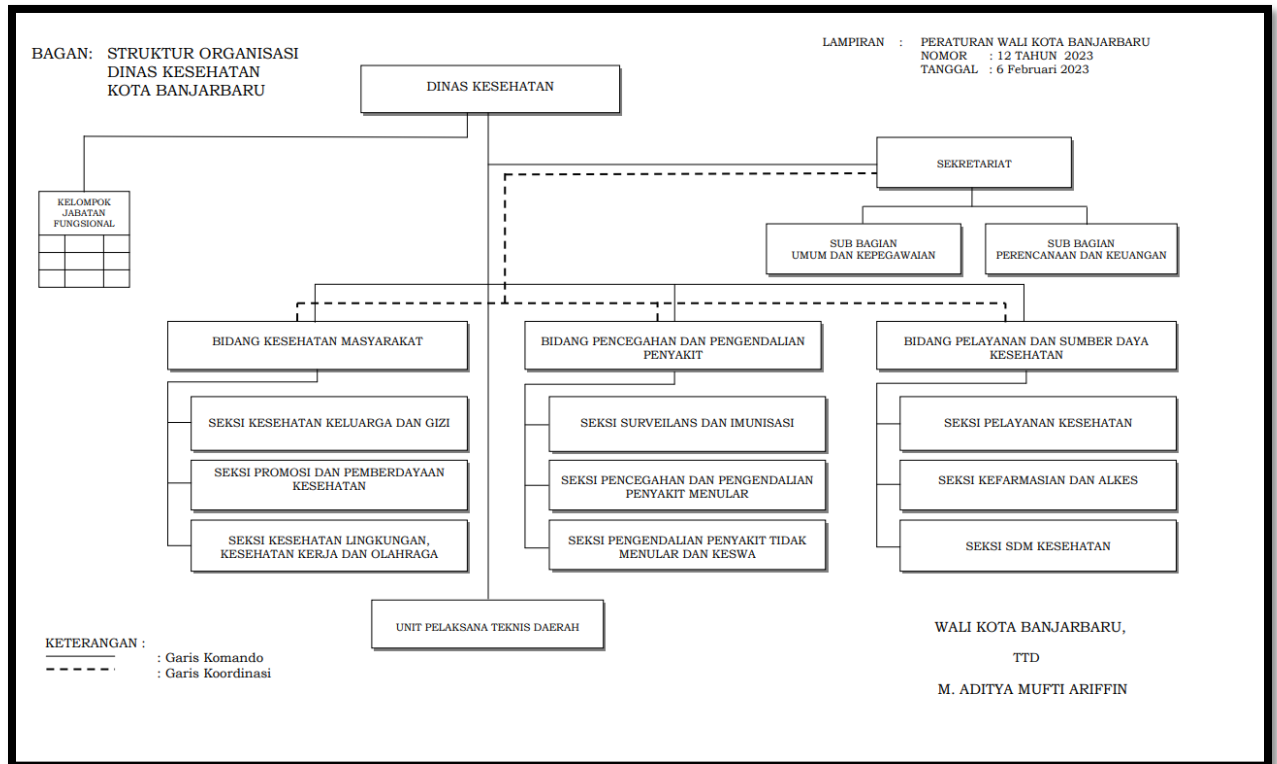 BAGAN: STRUKTUR ORGANISASI
DINAS KESEHATAN
KOTA BANJARBARU
LAMPIRAN : PERATURAN WALI KOTA BANJARBARU
NOMOR : 12 TAHUN 2023
TANGGAL : 6 Februari 2023
DINAS KESEHATAN
SEKRETARIAT
KELOMPOK
JABATAN
FUNGSIONAL
SUB BAGIAN
UMUM DAN KEPEGAWAIAN
SUB BAGIAN
PERENCANAAN DAN KEUANGAN
BIDANG KESEHATAN MASYARAKAT
BIDANG PENCEGAHAN DAN PENGENDALIAN
PENYAKIT
BIDANG PELAYANAN DAN SUMBER DAYA
KESEHATAN
SEKSI KESEHATAN KELUARGA DAN GIZI
SEKSI SURVEILANS DAN IMUNISASI
SEKSI PELAYANAN KESEHATAN
SEKSI PROMOSI DAN PEMBERDAYAAN
KESEHATAN
SEKSI PENCEGAHAN DAN PENGENDALIAN
PENYAKIT MENULAR
SEKSI KEFARMASIAN DAN ALKES
SEKSI KESEHATAN LINGKUNGAN,
KESEHATAN KERJA DAN OLAHRAGA
SEKSI PENGENDALIAN PENYAKIT TIDAK
MENULAR DAN KESWA
SEKSI SDM KESEHATAN
UNIT PELAKSANA TEKNIS DAERAH
KETERANGAN :
: Garis Komando
: Garis Koordinasi
WALI KOTA BANJARBARU,
TTD
M. ADITYA MUFTI ARIFFIN